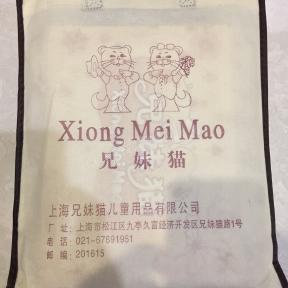 Xiong Mei Mao
兄妹猫
上海兄妹猫儿童用品有限公司
厂 址：上海市松江区九亭久富经济开发区兄妹猫路1号
电 话：021-67691951
邮 编：201615